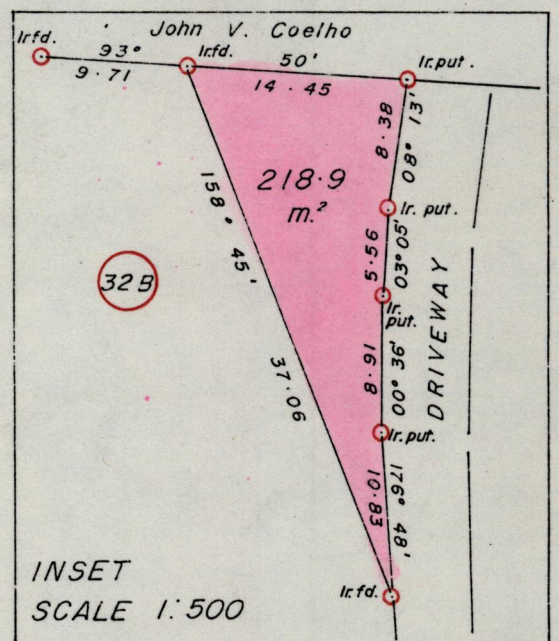 John V. Coelho
Ir.fd. 93° Ir.fd. 50' Ir.put.
9.71 14.45
8.38 08° 13'
218.9
m.²
Ir. put.
158° 45'
5.56 03° 05'
32B
Ir.
put.
DRIVEWAY
37.06
8.91 00° 36'
Ir.put.
10.83 176° 48'
INSET
SCALE 1:500
Ir.fd.